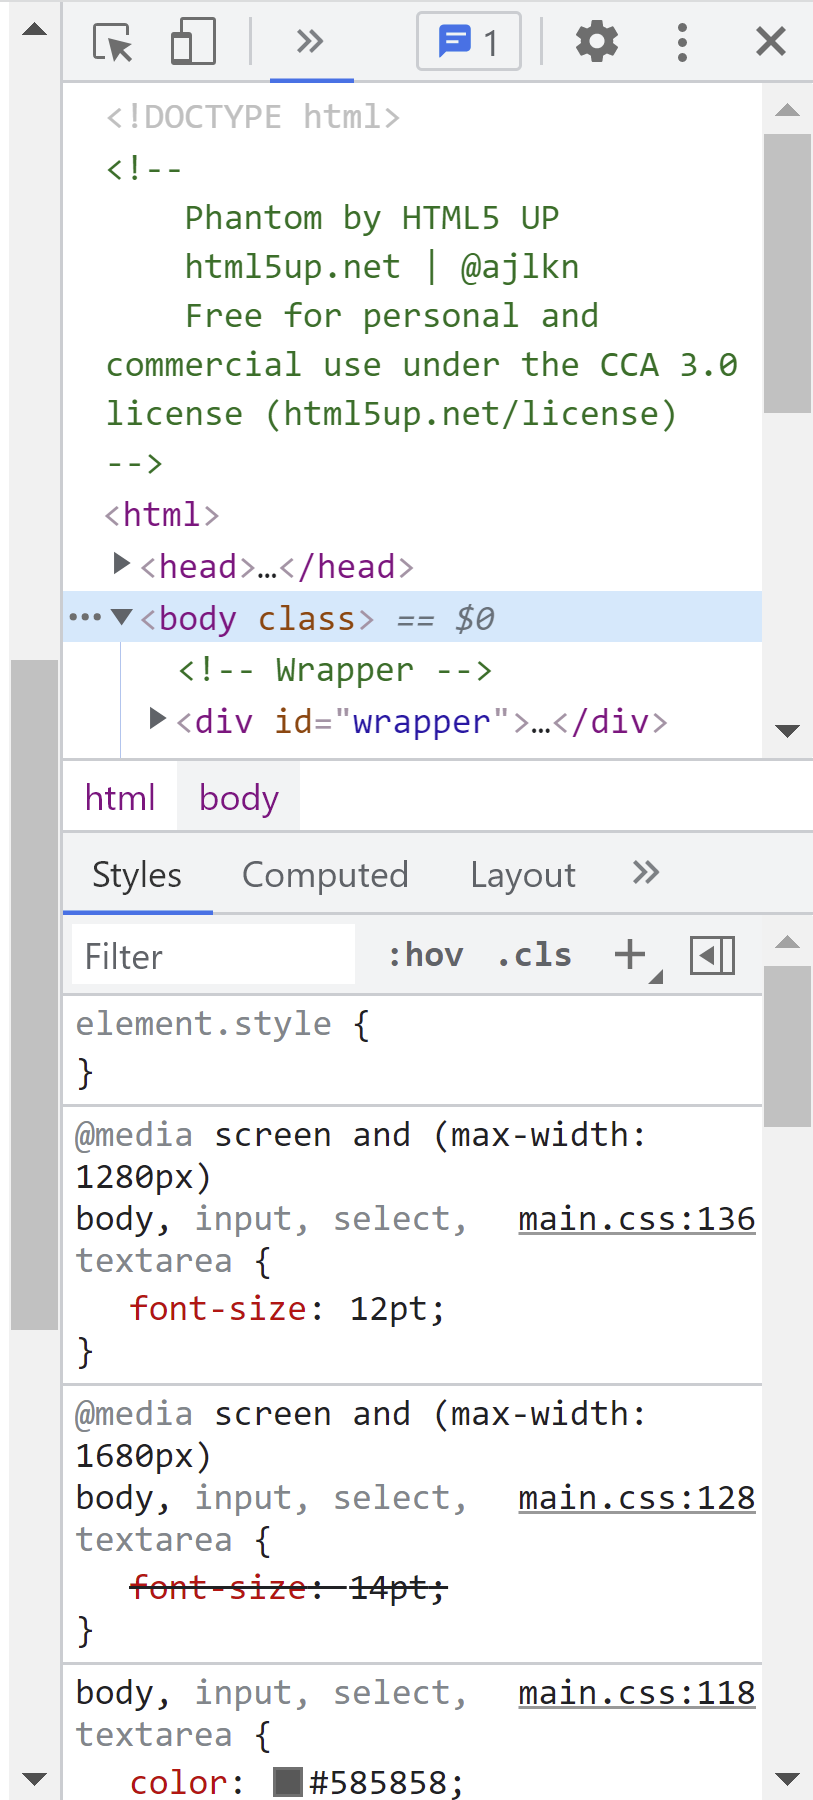 1
<!DOCTYPE html>
<!--
Phantom by HTML5 UP
html5up.net | @ajlkn
Free for personal and
commercial use under the CCA 3.0
license (html5up.net/license)
-->
<html>
<head>…</head>
<body class> == $0
<!-- Wrapper -->
<div id="wrapper">…</div>
html body
Styles Computed Layout
Filter :hov .cls +
element.style {
}
@media screen and (max-width:
1280px)
body, input, select, main.css:136
textarea {
font-size: 12pt;
}
@media screen and (max-width:
1680px)
body, input, select, main.css:128
textarea {
font-size: 14pt;
}
body, input, select, main.css:118
textarea {
color: #585858;